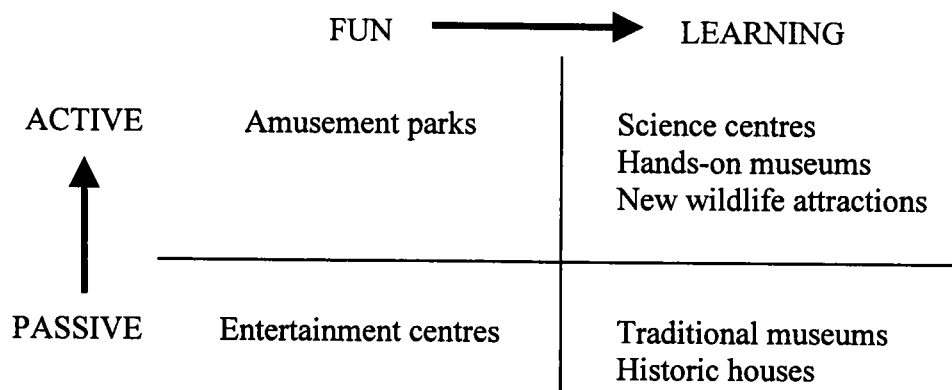 FUN LEARNING
ACTIVE Amusement parks Science centres
Hands-on museums
New wildlife attractions
PASSIVE Entertainment centres Traditional museums
Historic houses